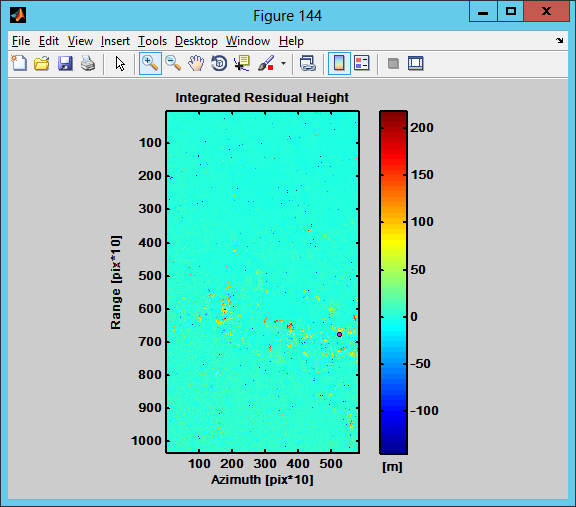 Figure 144
File Edit View Insert Tools Desktop Window Help
Integrated Residual Height
100
200
300
400
500
600
700
800
900
1000
Range [pix*10]
100 200 300 400 500
Azimuth [pix*10]
200
150
100
50
0
-50
-100
[m]